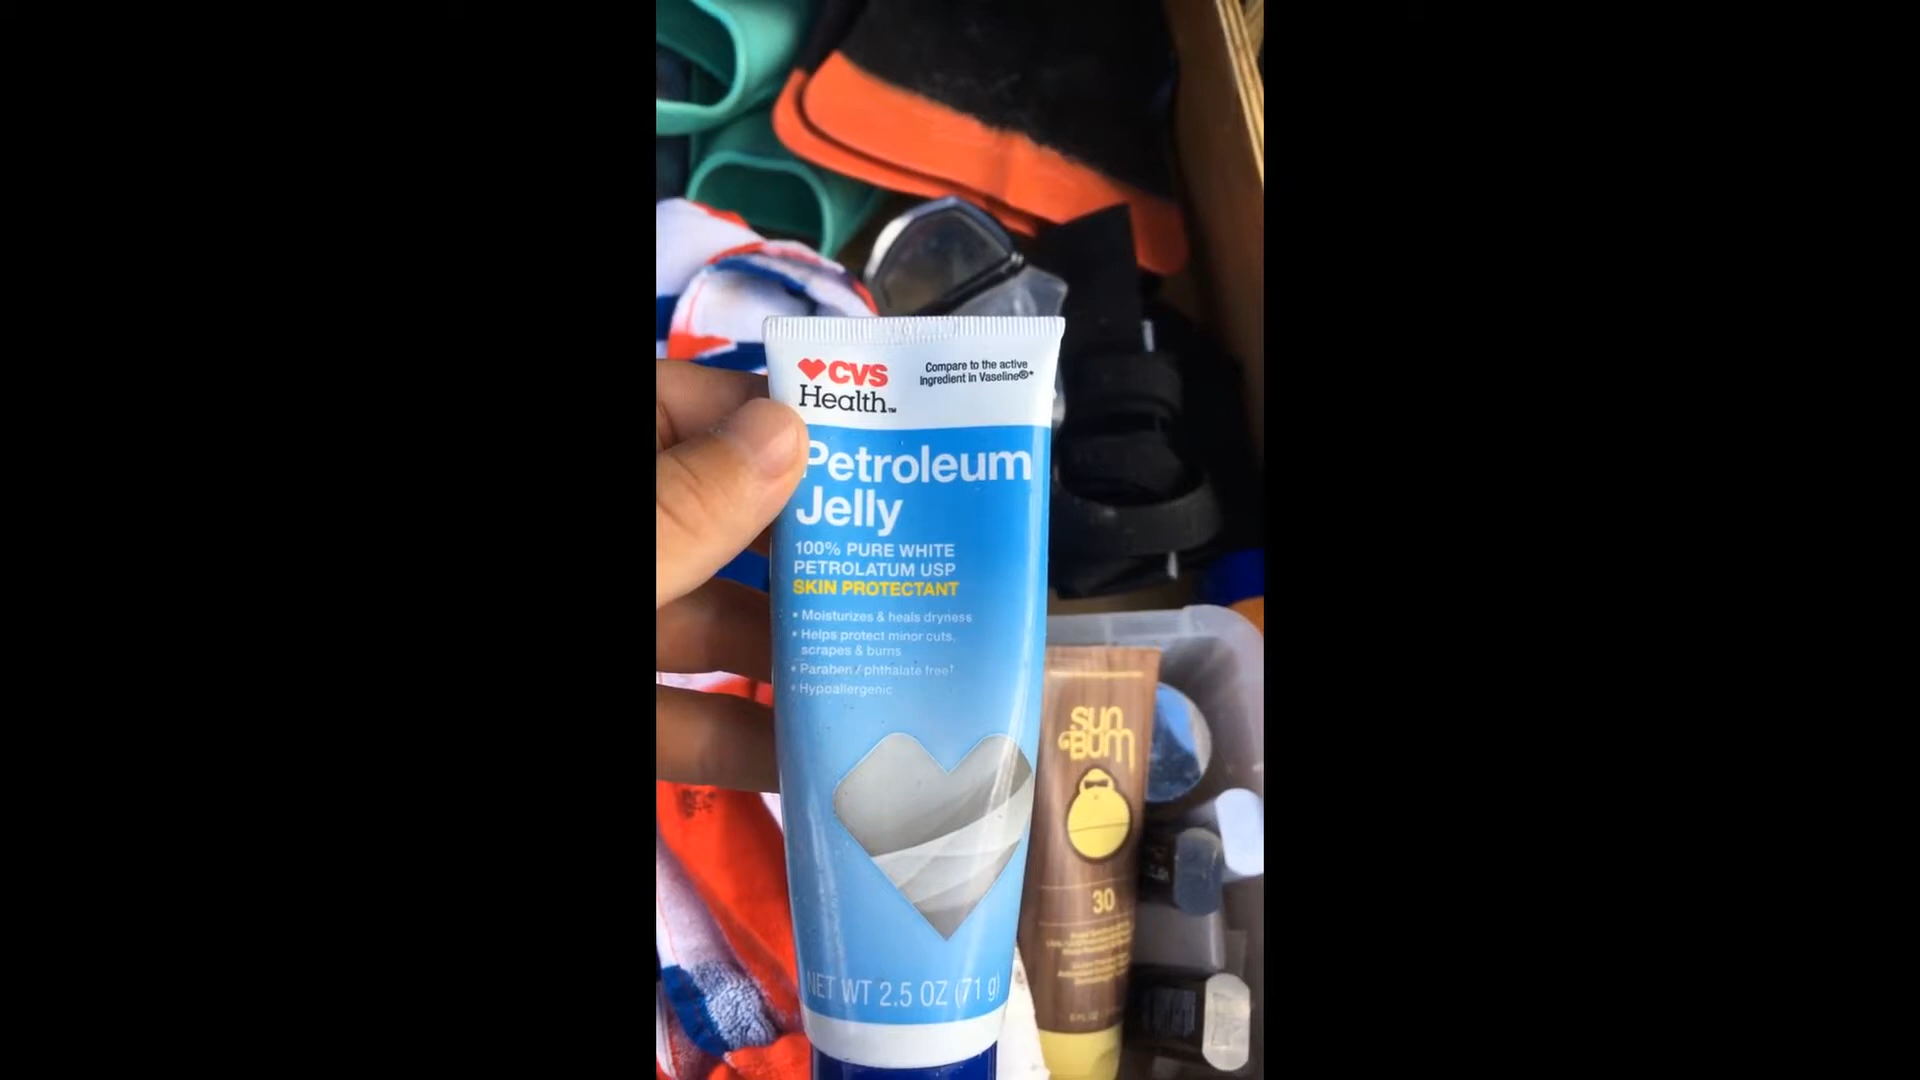 CVS
Health™
Compare to the active
ingredient in Vaseline®*
Petroleum
Jelly
100% PURE WHITE
PETROLATUM USP
SKIN PROTECTANT
• Moisturizes & heals dryness
• Helps protect minor cuts,
scrapes & burns
• Paraben / phthalate free†
• Hypoallergenic
NET WT 2.5 OZ (71 g)
sun
Bum
30